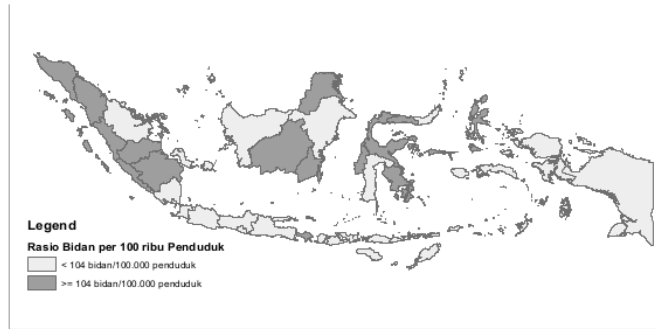 Legend
Rasio Bidan per 100 ribu Penduduk
< 104 bidan/100.000 penduduk
>= 104 bidan/100.000 penduduk